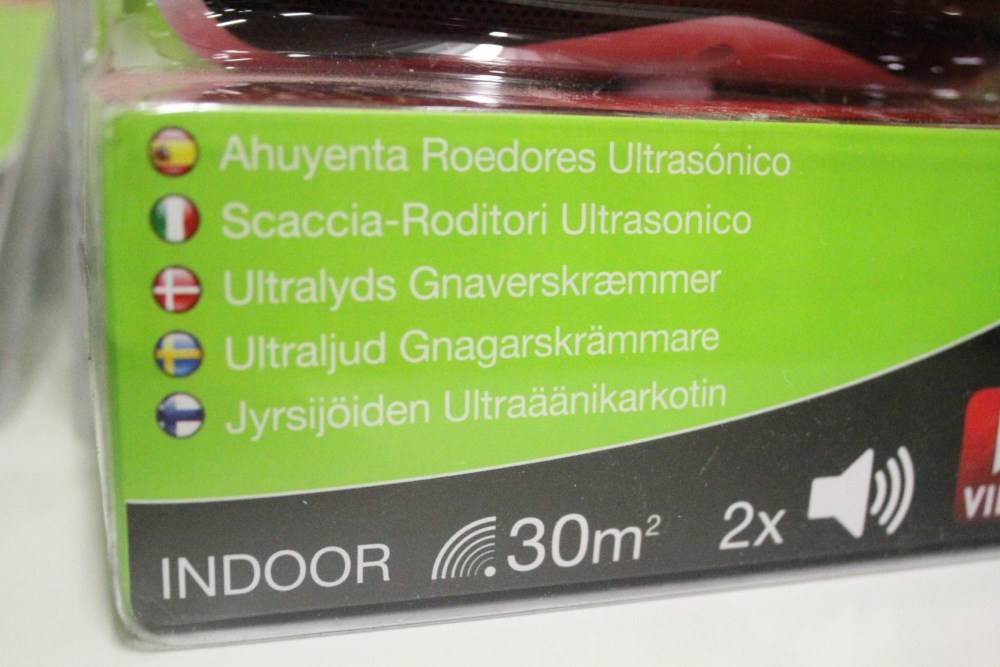 Ahuyenta Roedores Ultrasónico
Scaccia-Roditori Ultrasonico
Ultralyds Gnaverskræmmer
Ultraljud Gnagarskrämmare
Jyrsijöiden Ultraäänikarkotin
INDOOR 30m² 2x